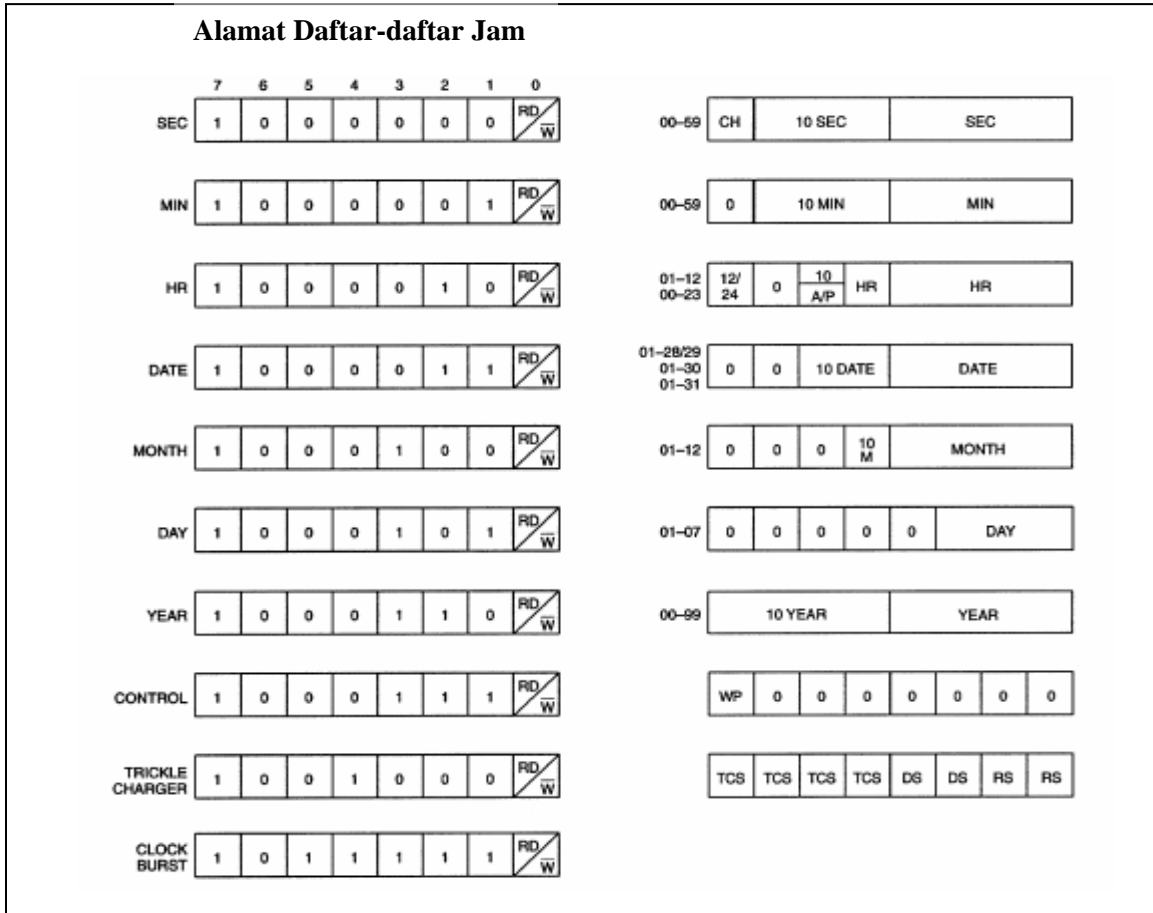 Alamat Daftar-daftar Jam
7 6 5 4 3 2 1 0
SEC 1 0 0 0 0 0 0 RD/W̅ 00–59 CH 10 SEC SEC
MIN 1 0 0 0 0 0 1 RD/W̅ 00–59 0 10 MIN MIN
HR 1 0 0 0 0 1 0 RD/W̅ 01–12 00–23 12/24 0 10 A/P HR HR
DATE 1 0 0 0 0 1 1 RD/W̅ 01–28/29 01–30 01–31 0 0 10 DATE DATE
MONTH 1 0 0 0 1 0 0 RD/W̅ 01–12 0 0 0 10 M MONTH
DAY 1 0 0 0 1 0 1 RD/W̅ 01–07 0 0 0 0 0 DAY
YEAR 1 0 0 0 1 1 0 RD/W̅ 00–99 10 YEAR YEAR
CONTROL 1 0 0 0 1 1 1 RD/W̅ WP 0 0 0 0 0 0 0
TRICKLE CHARGER 1 0 0 1 0 0 0 RD/W̅ TCS TCS TCS TCS DS DS RS RS
CLOCK BURST 1 0 1 1 1 1 1 RD/W̅